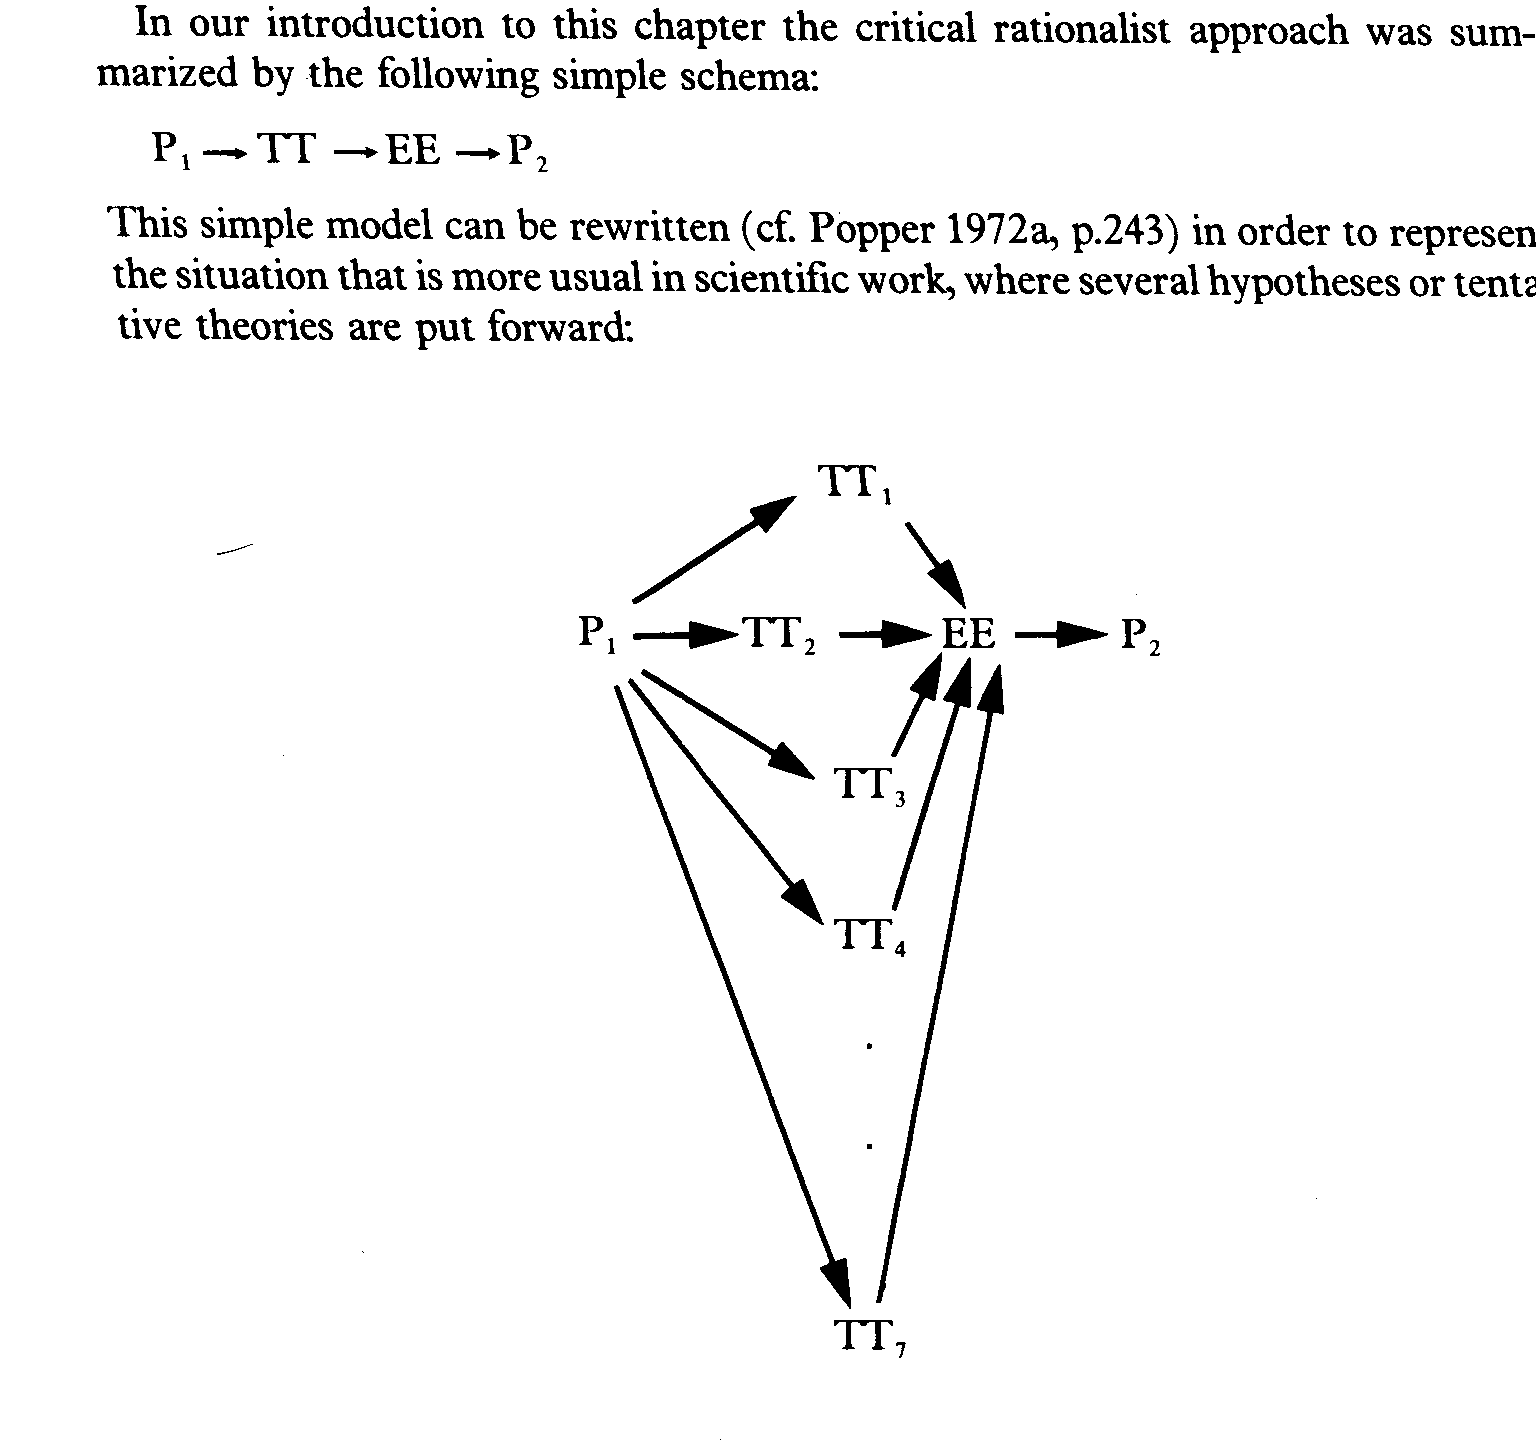 In our introduction to this chapter the critical rationalist approach was sum-
marized by the following simple schema:
P₁ → TT → EE → P₂
This simple model can be rewritten (cf. Popper 1972a, p.243) in order to represen
the situation that is more usual in scientific work, where several hypotheses or tenta
tive theories are put forward:
TT₁
P₁ → TT₂ → EE → P₂
TT₃
TT₄
.
.
TT₇